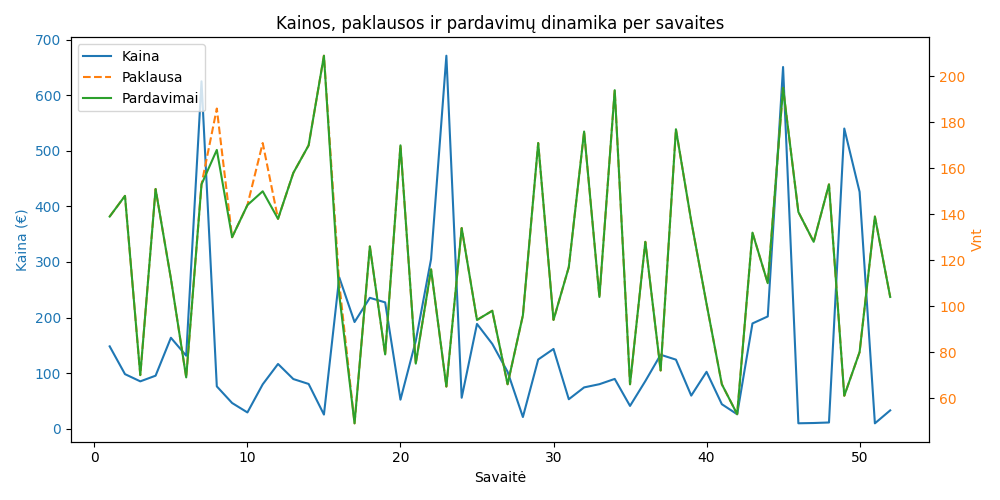 Kainos, paklausos ir pardavimų dinamika per savaites
Kaina
Paklausa
Pardavimai
700
600
500
400
300
200
100
0
Kaina (€)
200
180
160
140
120
100
80
60
Vnt
0 10 20 30 40 50
Savaitė